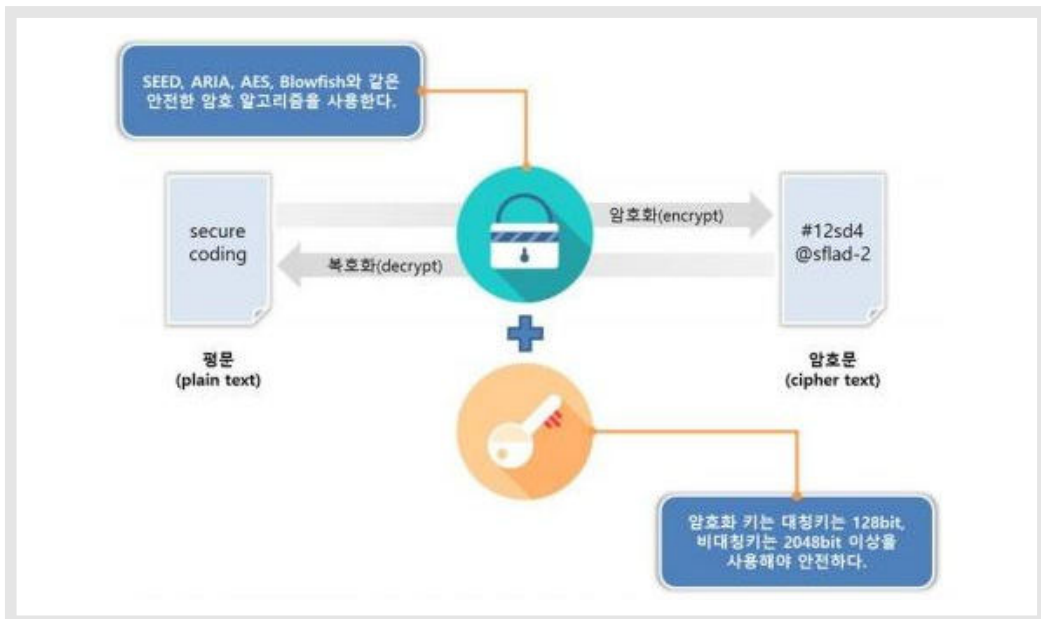 SEED, ARIA, AES, Blowfish와 같은
안전한 암호 알고리즘을 사용한다.
secure
coding
암호화(encrypt)
복호화(decrypt)
#12sd4
@sflad-2
평문
(plain text)
암호문
(cipher text)
암호화 키는 대칭키는 128bit,
비대칭키는 2048bit 이상을
사용해야 안전하다.